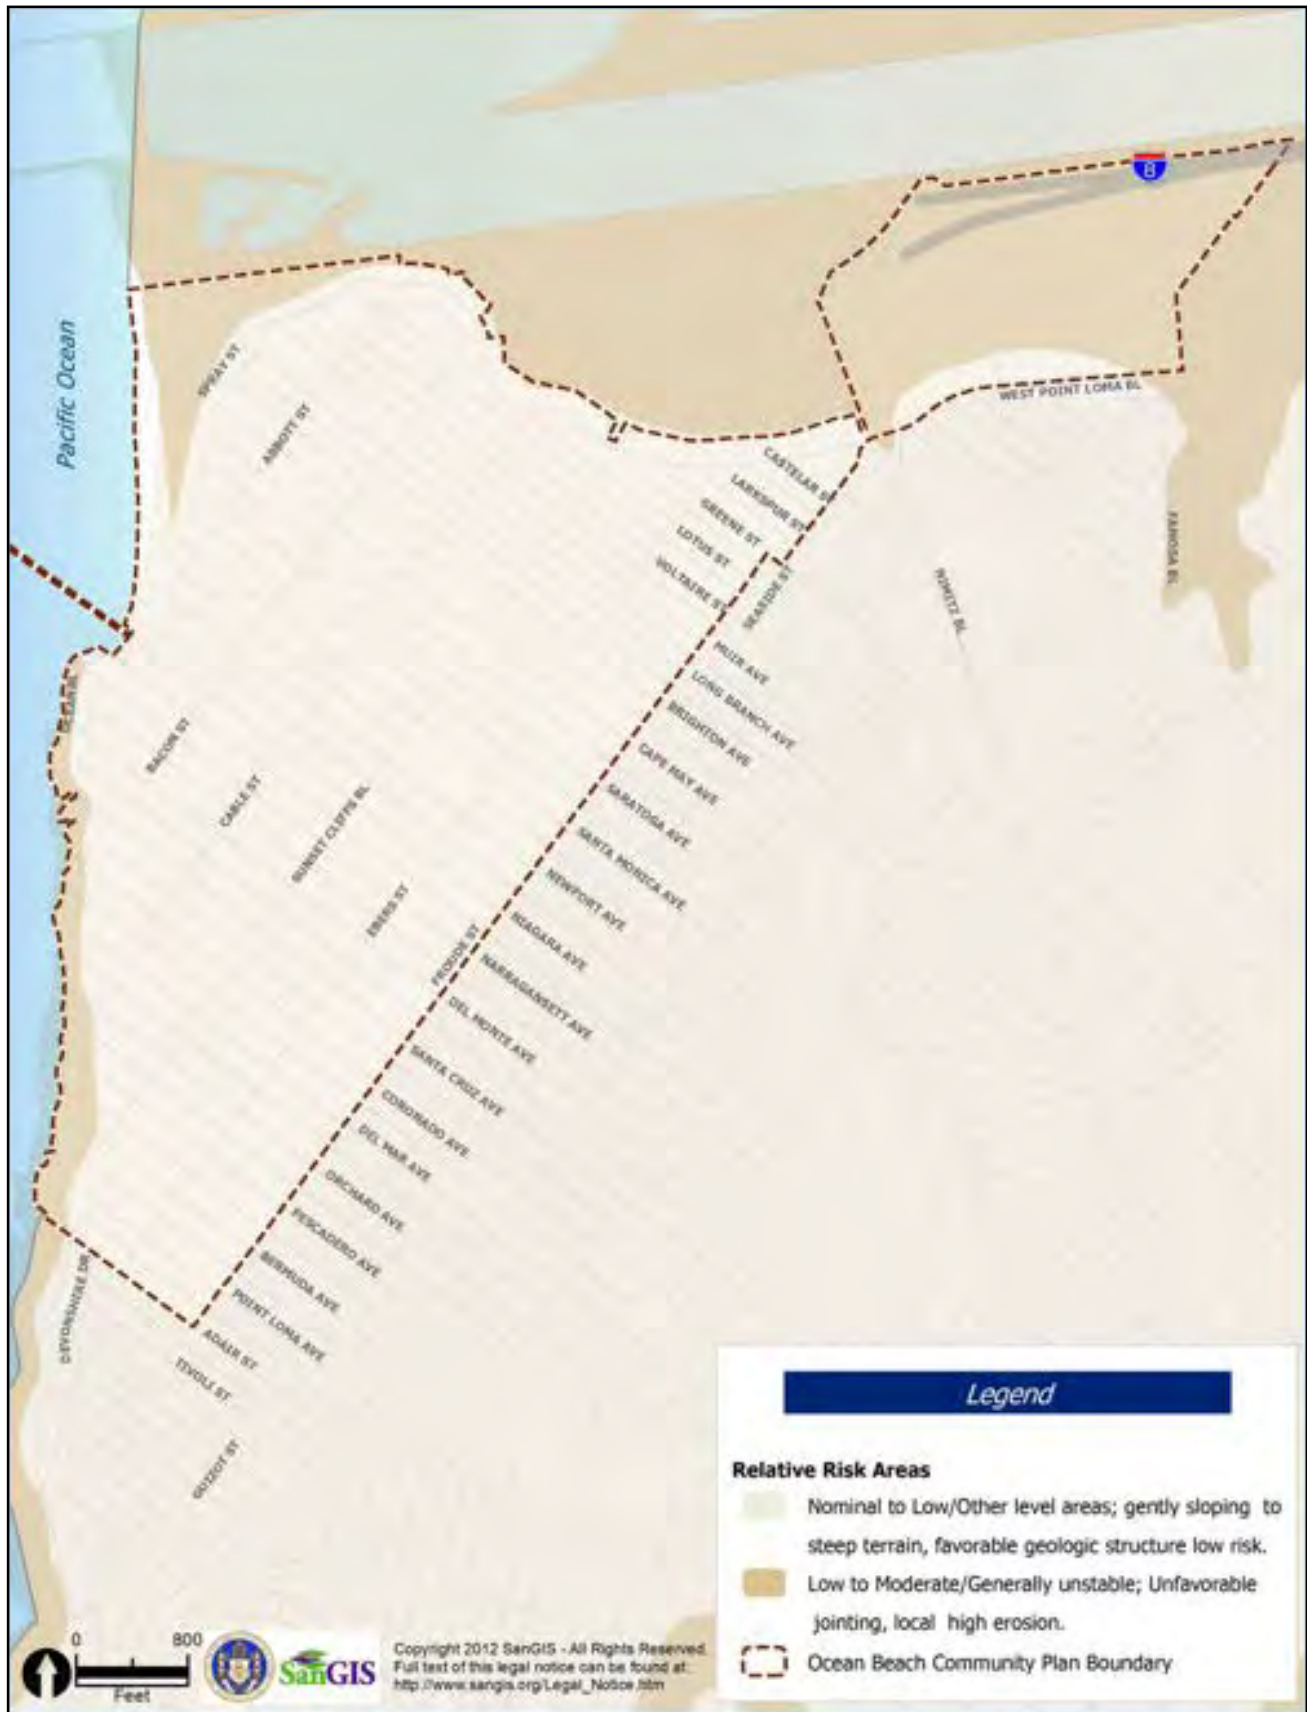 8
Pacific Ocean
SPRAY ST
ABBOTT ST
WEST POINT LOMA BL
CASTELAR ST
LARKSPUR ST
GREENE ST
LOTUS ST
VOLTAIRE ST
SEASIDE ST
FAMOSA BL
NIMITZ BL
MUIR AVE
LONG BRANCH AVE
BRIGHTON AVE
CAPE MAY AVE
SARATOGA AVE
SANTA MONICA AVE
NEWPORT AVE
NIAGARA AVE
NARRAGANSETT AVE
DEL MONTE AVE
SANTA CRUZ AVE
CORONADO AVE
DEL MAR AVE
ORCHARD AVE
PESCADERO AVE
BERMUDA AVE
POINT LOMA AVE
ADAIR ST
TIVOLI ST
GUIZOT ST
DEVONSHIRE DR
BACON ST
CABLE ST
SUNSET CLIFFS BL
EBERS ST
FROUDE ST
Legend
Relative Risk Areas
Nominal to Low/Other level areas; gently sloping to
steep terrain, favorable geologic structure low risk.
Low to Moderate/Generally unstable; Unfavorable
jointing, local high erosion.
Ocean Beach Community Plan Boundary
0 800
Feet
SanGIS
Copyright 2012 SanGIS - All Rights Reserved.
Full text of this legal notice can be found at:
http://www.sangis.org/Legal_Notice.htm